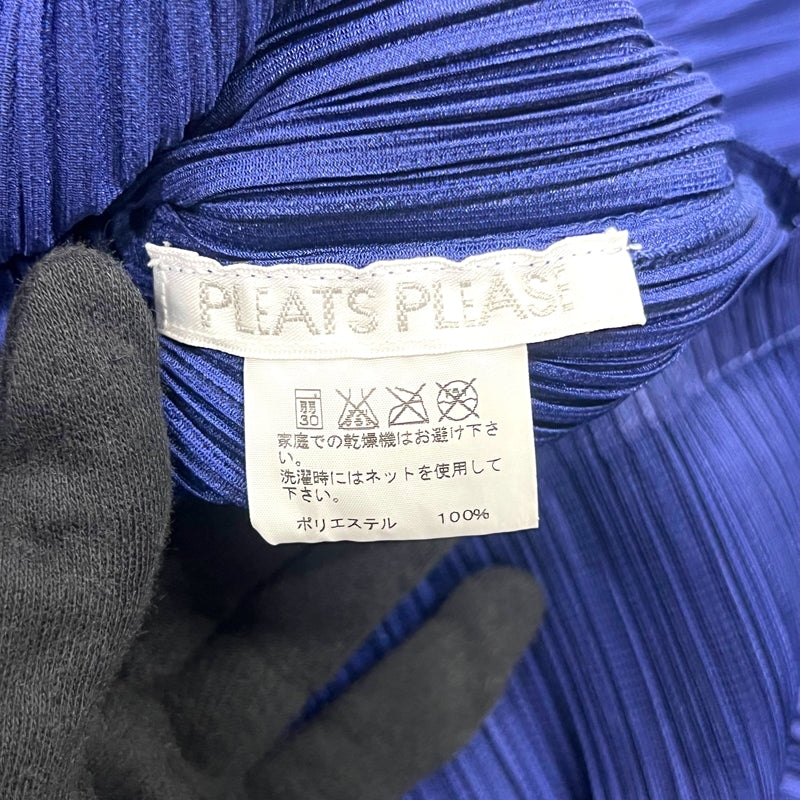 PLEATS PLEASE
弱
30
家庭での乾燥機はお避け下さ
い。
洗濯時にはネットを使用して
下さい。
ポリエステル 100%